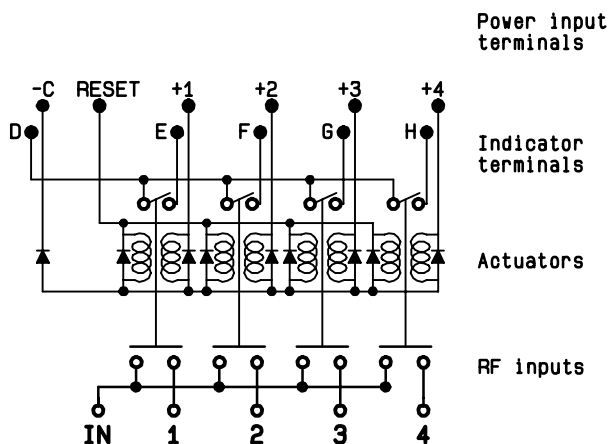 Power input
terminals
-C RESET +1 +2 +3 +4
D E F G H
Indicator
terminals
Actuators
RF inputs
IN 1 2 3 4